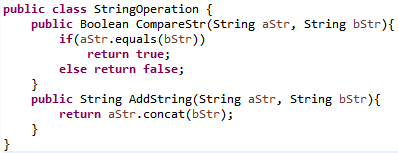 public class StringOperation {
    public Boolean CompareStr(String aStr, String bStr){
        if(aStr.equals(bStr))
            return true;
        else return false;
    }
    public String AddString(String aStr, String bStr){
        return aStr.concat(bStr);
    }
}